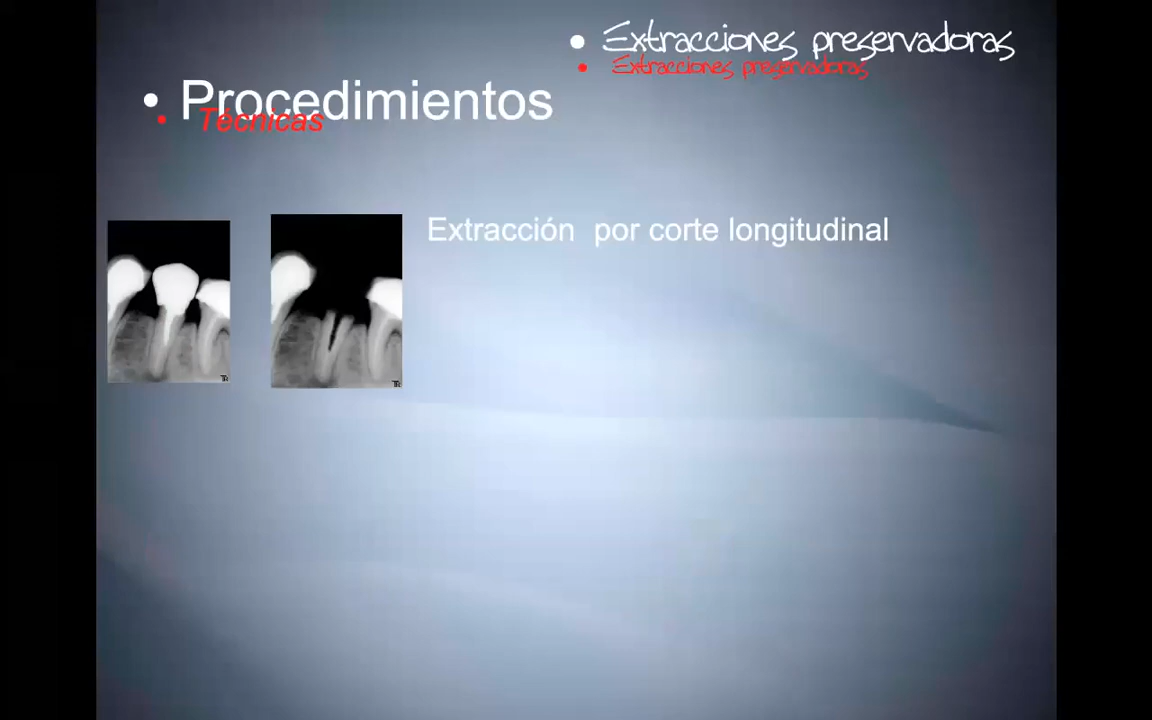 • Extracciones preservadoras
• Extracciones preservadoras
• Procedimientos
• Técnicas
Extracción por corte longitudinal